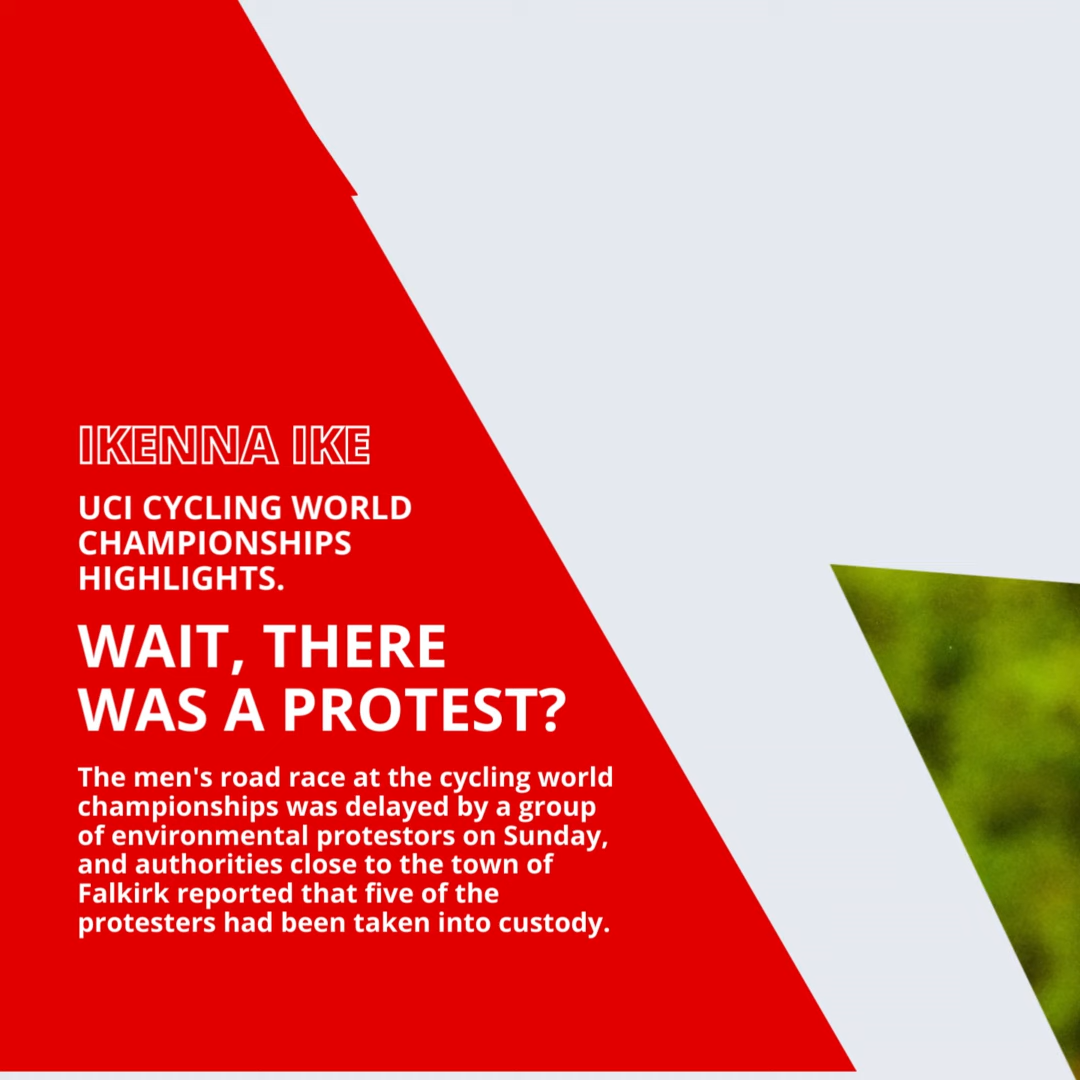 IKENNA IKE
UCI CYCLING WORLD
CHAMPIONSHIPS
HIGHLIGHTS.
WAIT, THERE
WAS A PROTEST?
The men's road race at the cycling world
championships was delayed by a group
of environmental protestors on Sunday,
and authorities close to the town of
Falkirk reported that five of the
protesters had been taken into custody.